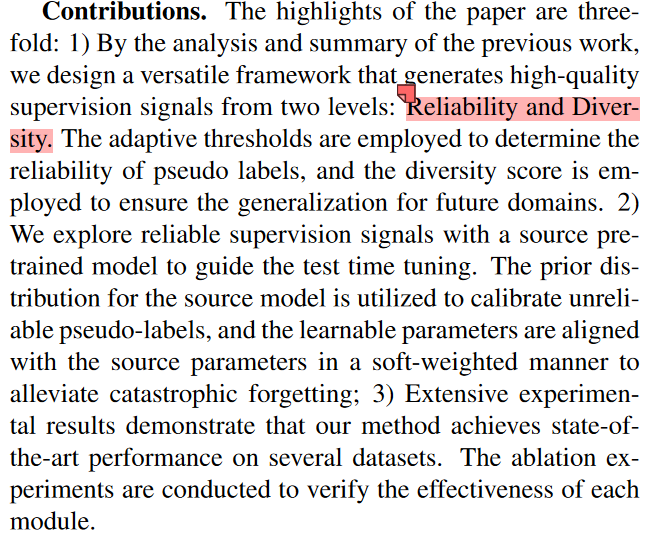 Contributions. The highlights of the paper are three-
fold: 1) By the analysis and summary of the previous work,
we design a versatile framework that generates high-quality
supervision signals from two levels: Reliability and Diver-
sity. The adaptive thresholds are employed to determine the
reliability of pseudo labels, and the diversity score is em-
ployed to ensure the generalization for future domains. 2)
We explore reliable supervision signals with a source pre-
trained model to guide the test time tuning. The prior dis-
tribution for the source model is utilized to calibrate unreli-
able pseudo-labels, and the learnable parameters are aligned
with the source parameters in a soft-weighted manner to
alleviate catastrophic forgetting; 3) Extensive experimen-
tal results demonstrate that our method achieves state-of-
the-art performance on several datasets. The ablation ex-
periments are conducted to verify the effectiveness of each
module.